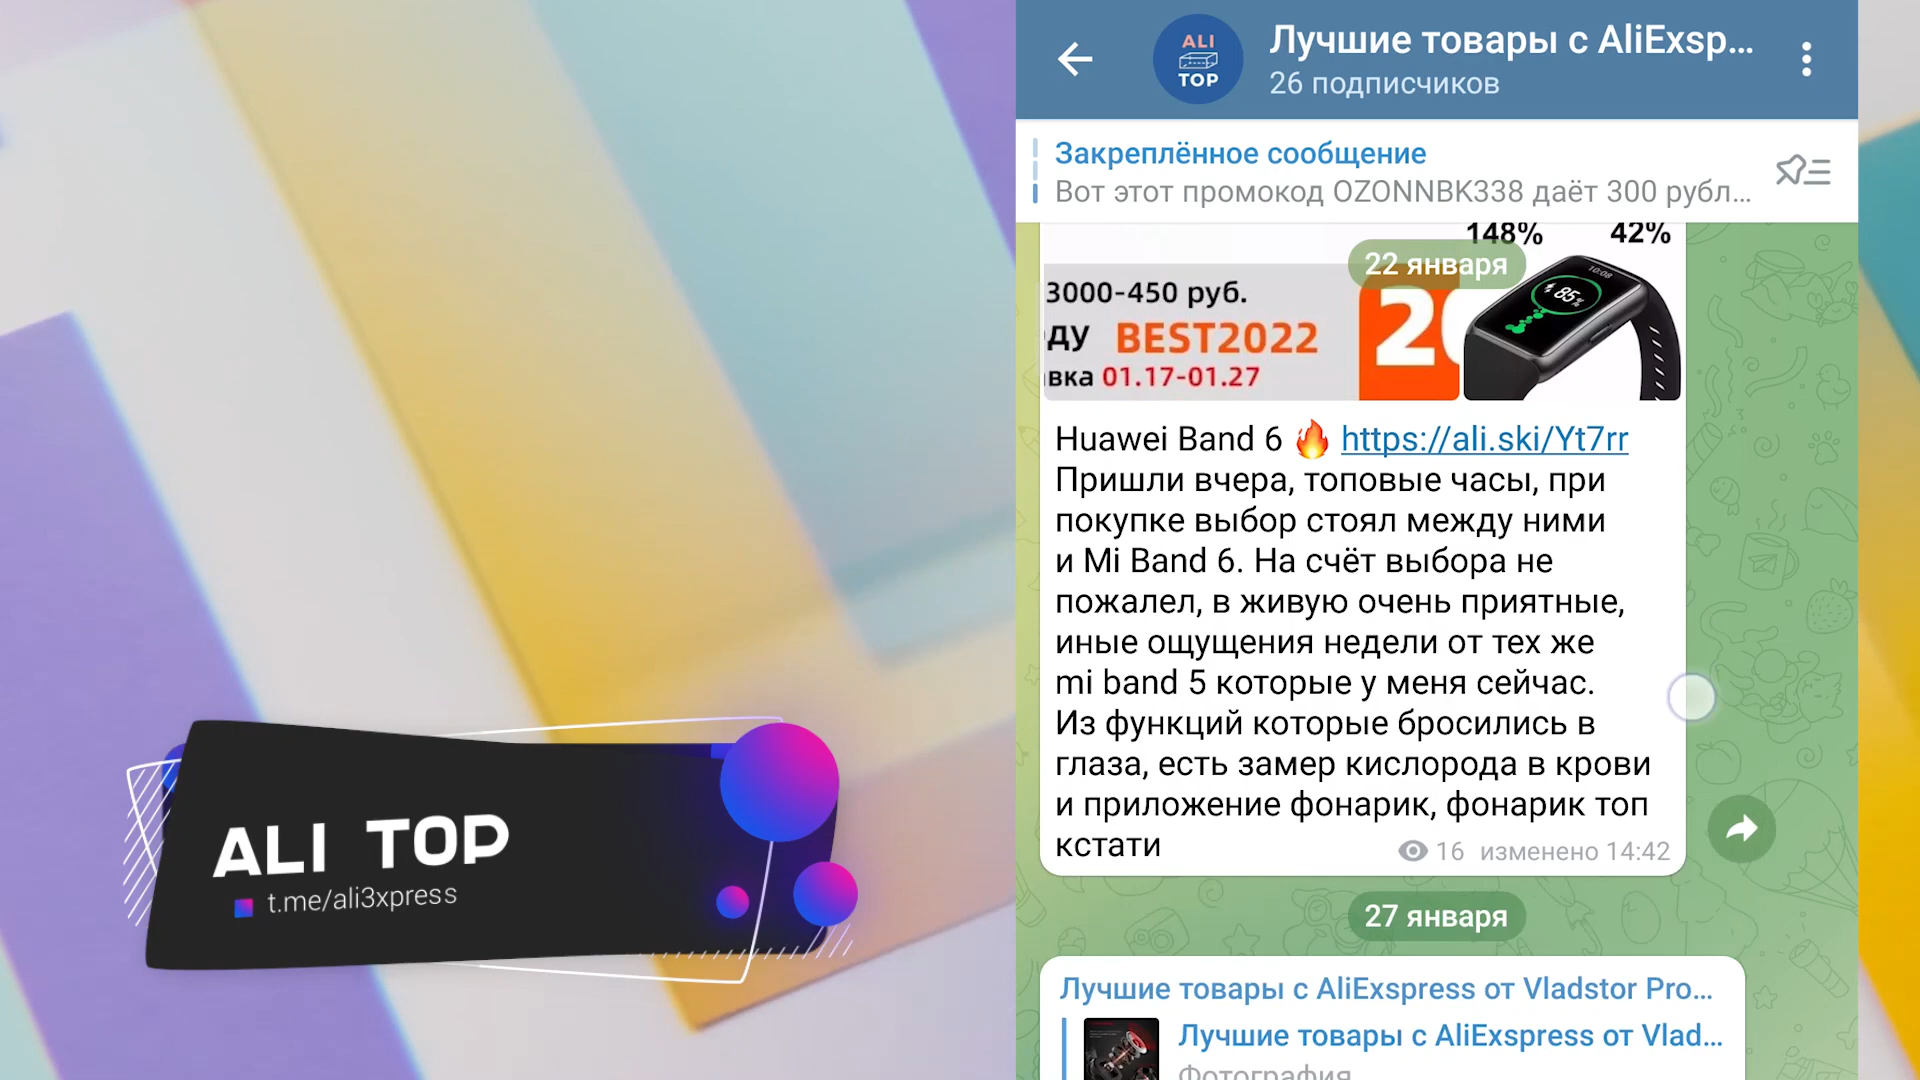 ALI TOP
t.me/ali3xpress
ALI
TOP
Лучшие товары с AliExsp...
26 подписчиков
Закреплённое сообщение
Вот этот промокод OZONNBK338 даёт 300 рубл...
148% 42%
22 января
3000-450 руб.
ду BEST2022
вка 01.17-01.27
20
10:08
85%
Huawei Band 6 🔥 https://ali.ski/Yt7rr
Пришли вчера, топовые часы, при
покупке выбор стоял между ними
и Mi Band 6. На счёт выбора не
пожалел, в живую очень приятные,
иные ощущения недели от тех же
mi band 5 которые у меня сейчас.
Из функций которые бросились в
глаза, есть замер кислорода в крови
и приложение фонарик, фонарик топ
кстати
16 изменено 14:42
27 января
Лучшие товары с AliExspress от Vladstor Pro...
Лучшие товары с AliExspress от Vlad...
Фотография